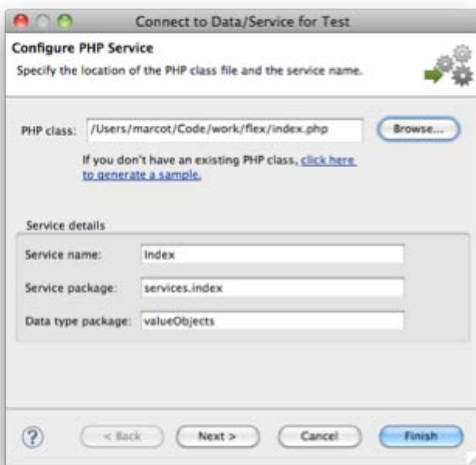 Connect to Data/Service for Test
Configure PHP Service
Specify the location of the PHP class file and the service name.
PHP class: /Users/marcot/Code/work/flex/index.php Browse...
If you don't have an existing PHP class, click here
to generate a sample.
Service details
Service name: Index
Service package: services.index
Data type package: valueObjects
? < Back Next > Cancel Finish